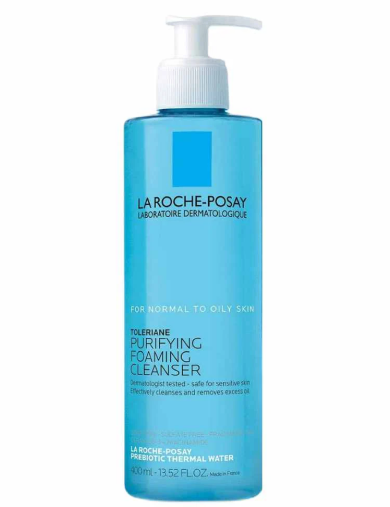 LA ROCHE-POSAY
LABORATOIRE DERMATOLOGIQUE
FOR NORMAL TO OILY SKIN
TOLERIANE
PURIFYING
FOAMING
CLEANSER
Dermatologist tested - safe for sensitive skin
Effectively cleanses and removes excess oil
LA ROCHE-POSAY
PREBIOTIC THERMAL WATER
400ml - 13.52 FL.OZ. Made in France